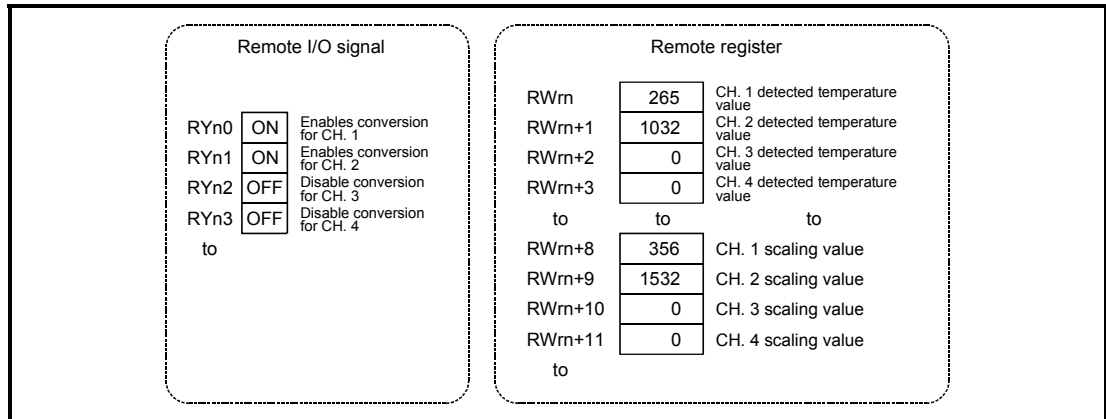 Remote I/O signal
RYn0 ON Enables conversion
for CH. 1
RYn1 ON Enables conversion
for CH. 2
RYn2 OFF Disable conversion
for CH. 3
RYn3 OFF Disable conversion
for CH. 4
to
Remote register
RWrn 265 CH. 1 detected temperature
value
RWrn+1 1032 CH. 2 detected temperature
value
RWrn+2 0 CH. 3 detected temperature
value
RWrn+3 0 CH. 4 detected temperature
value
to to to
RWrn+8 356 CH. 1 scaling value
RWrn+9 1532 CH. 2 scaling value
RWrn+10 0 CH. 3 scaling value
RWrn+11 0 CH. 4 scaling value
to